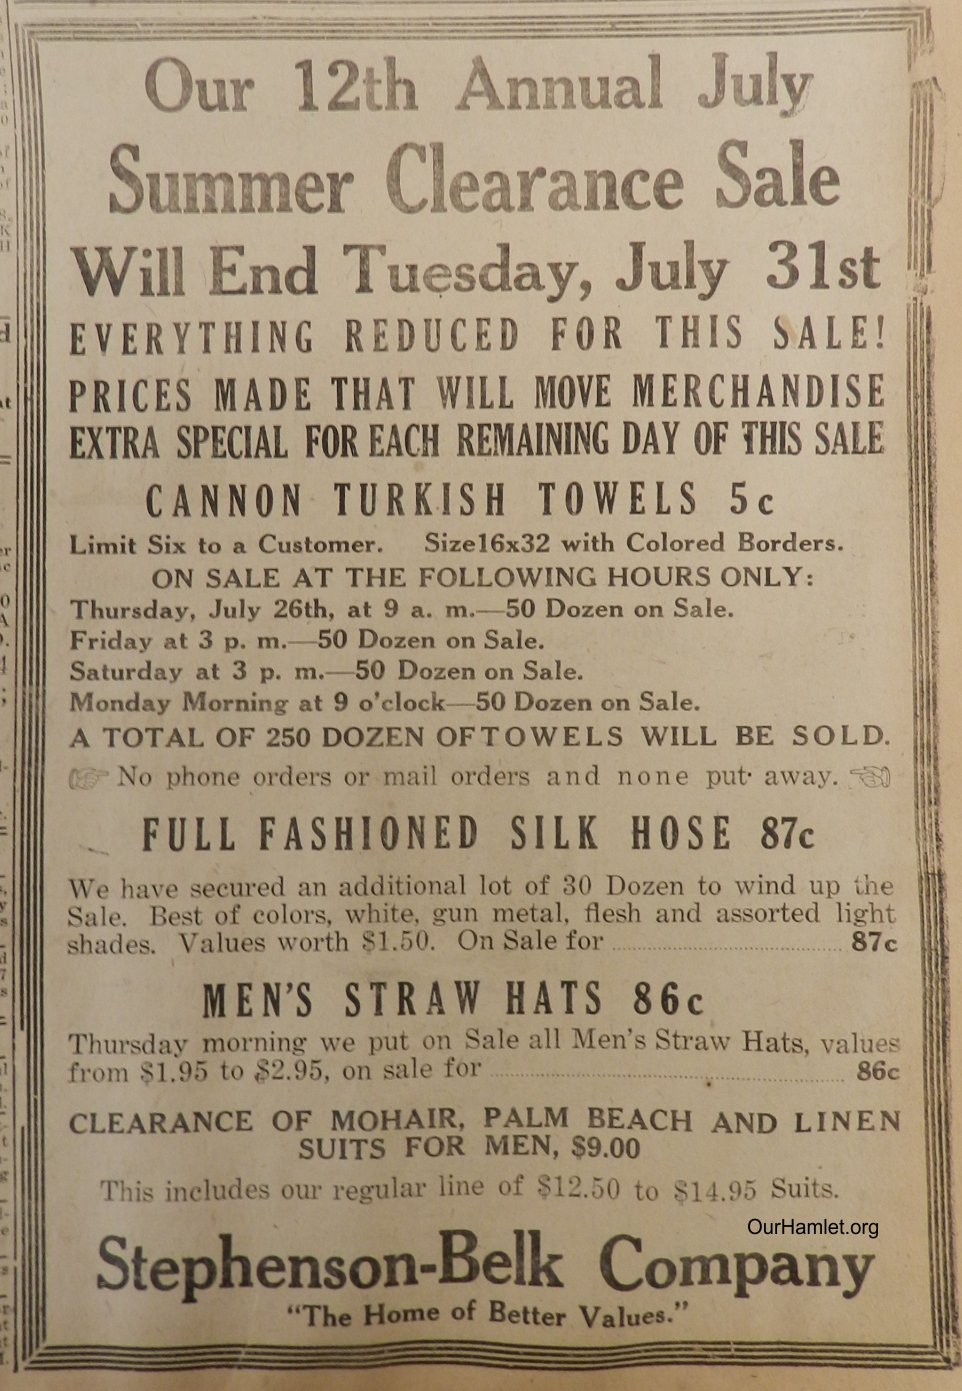 Our 12th Annual July
Summer Clearance Sale
Will End Tuesday, July 31st
EVERYTHING REDUCED FOR THIS SALE!
PRICES MADE THAT WILL MOVE MERCHANDISE
EXTRA SPECIAL FOR EACH REMAINING DAY OF THIS SALE
CANNON TURKISH TOWELS 5c
Limit Six to a Customer. Size16x32 with Colored Borders.
ON SALE AT THE FOLLOWING HOURS ONLY:
Thursday, July 26th, at 9 a. m.—50 Dozen on Sale.
Friday at 3 p. m.—50 Dozen on Sale.
Saturday at 3 p. m.—50 Dozen on Sale.
Monday Morning at 9 o'clock—50 Dozen on Sale.
A TOTAL OF 250 DOZEN OFTOWELS WILL BE SOLD.
No phone orders or mail orders and none put away.
FULL FASHIONED SILK HOSE 87c
We have secured an additional lot of 30 Dozen to wind up the
Sale. Best of colors, white, gun metal, flesh and assorted light
shades. Values worth $1.50. On Sale for ........ 87c
MEN'S STRAW HATS 86c
Thursday morning we put on Sale all Men's Straw Hats, values
from $1.95 to $2.95, on sale for ........ 86c
CLEARANCE OF MOHAIR, PALM BEACH AND LINEN
SUITS FOR MEN, $9.00
This includes our regular line of $12.50 to $14.95 Suits.
OurHamlet.org
Stephenson-Belk Company
"The Home of Better Values."